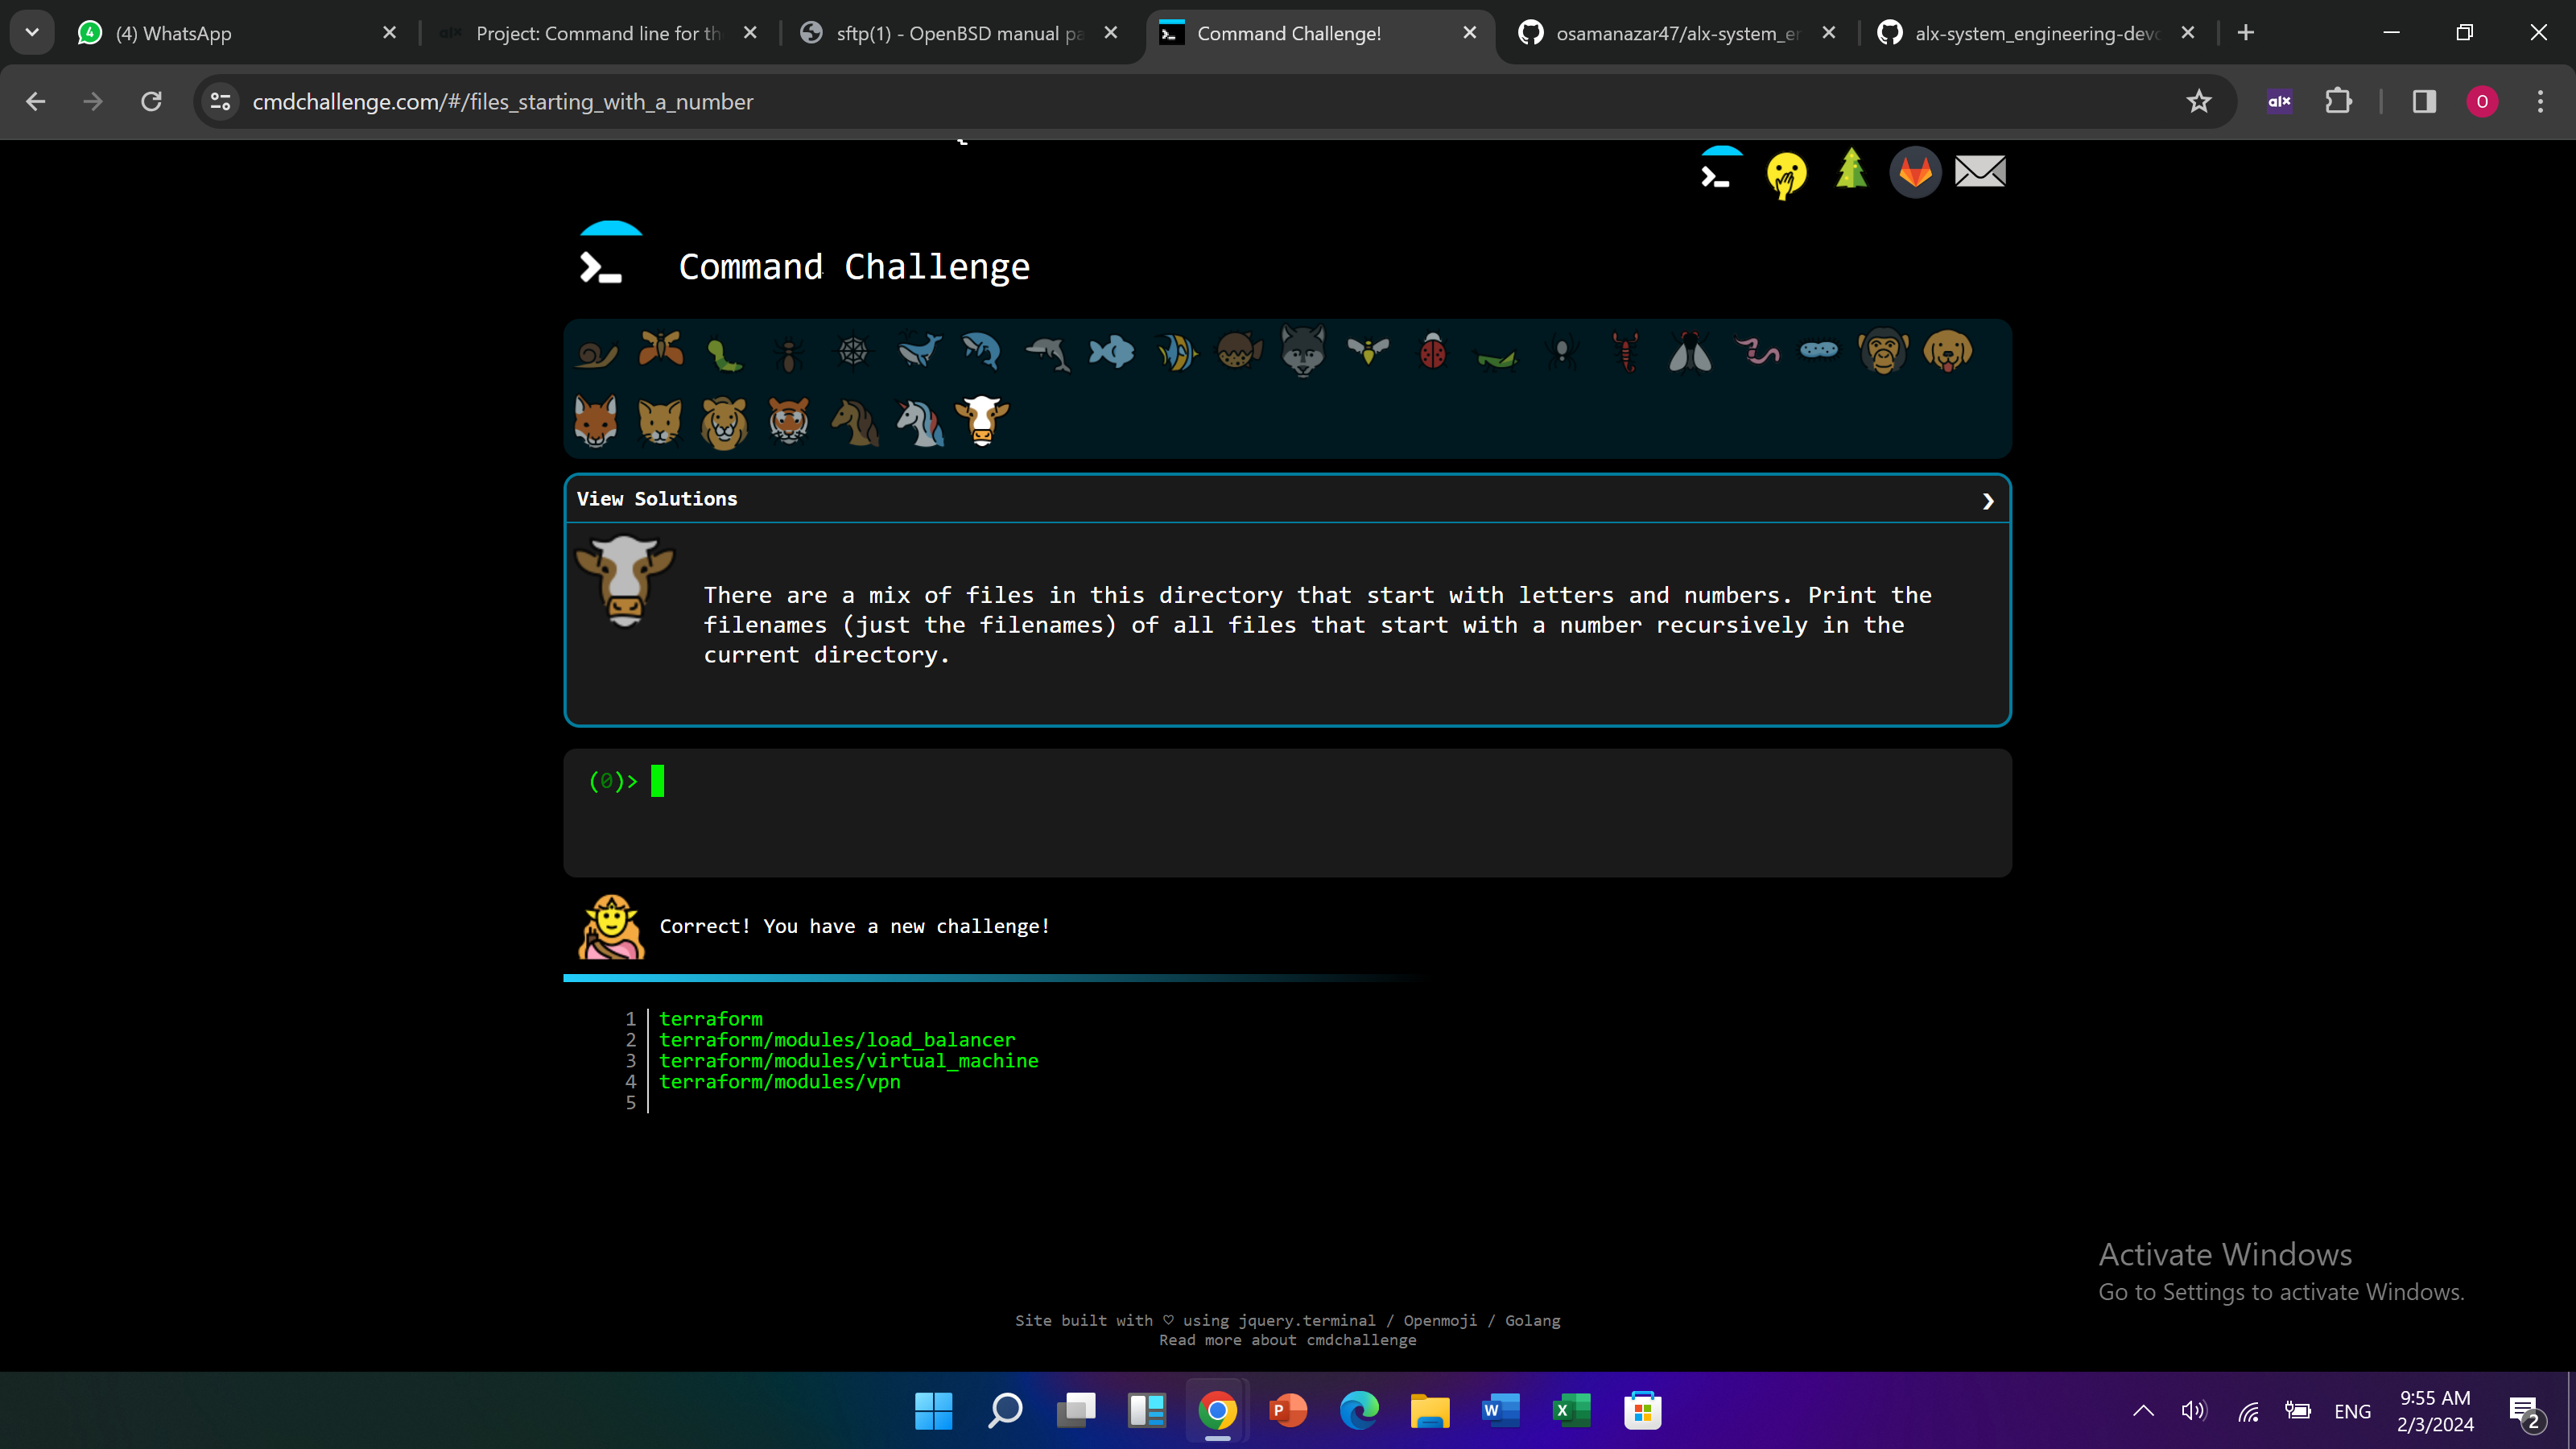 4
(4) WhatsApp
alx
Project: Command line for th
sftp(1) - OpenBSD manual pa
Command Challenge!
osamanazar47/alx-system_er
alx-system_engineering-devo
cmdchallenge.com/#/files_starting_with_a_number
alx
O
Command Challenge
View Solutions
There are a mix of files in this directory that start with letters and numbers. Print the
filenames (just the filenames) of all files that start with a number recursively in the
current directory.
(0)>
Correct! You have a new challenge!
1 terraform
2 terraform/modules/load_balancer
3 terraform/modules/virtual_machine
4 terraform/modules/vpn
5
Activate Windows
Go to Settings to activate Windows.
Site built with ♡ using jquery.terminal / Openmoji / Golang
Read more about cmdchallenge
P
W
X
ENG
9:55 AM
2/3/2024
2